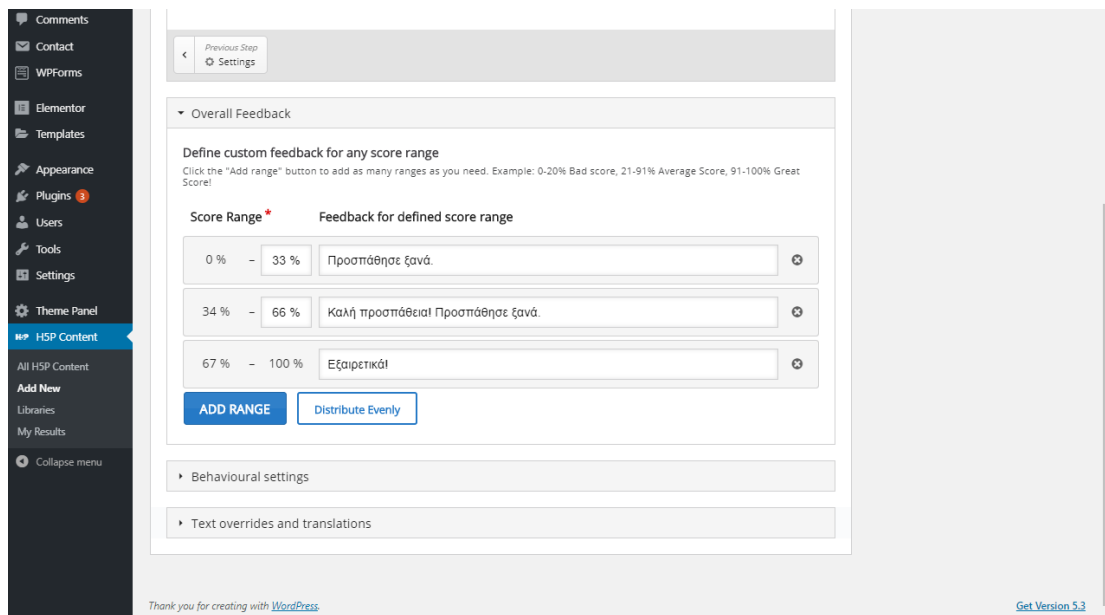 Comments
Contact
WPForms
Elementor
Templates
Appearance
Plugins 3
Users
Tools
Settings
Theme Panel
H5P H5P Content
All H5P Content
Add New
Libraries
My Results
Collapse menu
Previous Step
Settings
Overall Feedback
Define custom feedback for any score range
Click the "Add range" button to add as many ranges as you need. Example: 0-20% Bad score, 21-91% Average Score, 91-100% Great
Score!
Score Range * Feedback for defined score range
0 % – 33 % Προσπάθησε ξανά.
34 % – 66 % Καλή προσπάθεια! Προσπάθησε ξανά.
67 % – 100 % Εξαιρετικά!
ADD RANGE Distribute Evenly
Behavioural settings
Text overrides and translations
Thank you for creating with WordPress. Get Version 5.3